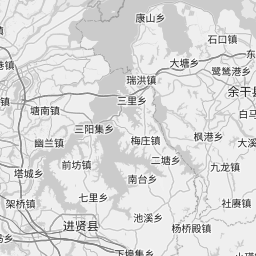 康山乡
石口镇
大塘乡
鹭鸶港乡
瑞洪镇
余干县
三里乡
塘南镇
白马
三阳集乡
枫港乡
梅庄镇
大溪
幽兰镇
二塘乡
前坊镇
九龙镇
塔城乡
南台乡
七里乡
社赓镇
架桥镇
池溪乡
进贤县
杨桥殿镇
下埠集乡